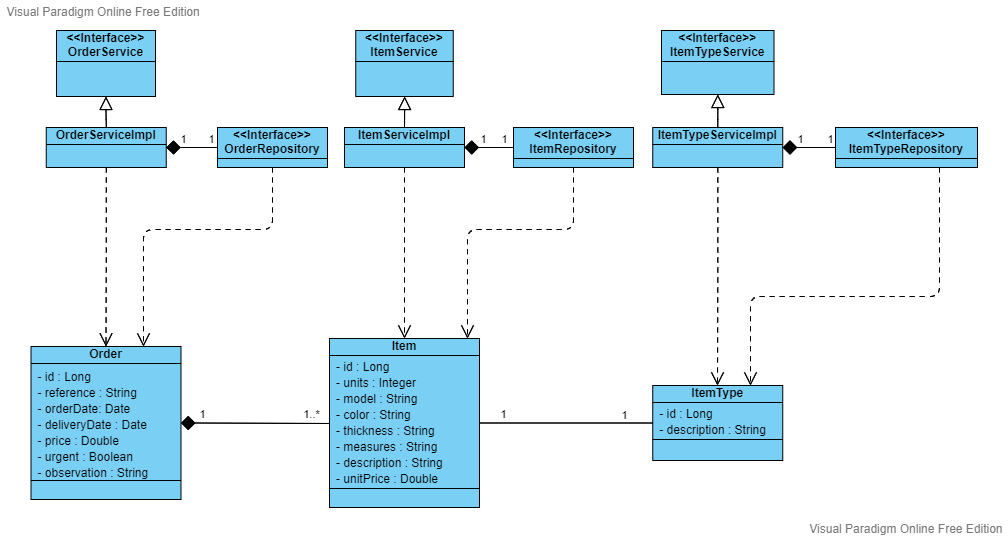 Visual Paradigm Online Free Edition
<<Interface>>
OrderService
<<Interface>>
ItemService
<<Interface>>
ItemTypeService
OrderServiceImpl
1
1
<<Interface>>
OrderRepository
ItemServiceImpl
1
1
<<Interface>>
ItemRepository
ItemTypeServiceImpl
1
1
<<Interface>>
ItemTypeRepository
Order
- id : Long
- reference : String
- orderDate: Date
- deliveryDate : Date
- price : Double
- urgent : Boolean
- observation : String
1
1..*
Item
- id : Long
- units : Integer
- model : String
- color : String
- thickness : String
- measures : String
- description : String
- unitPrice : Double
1
1
ItemType
- id : Long
- description : String
Visual Paradigm Online Free Edition